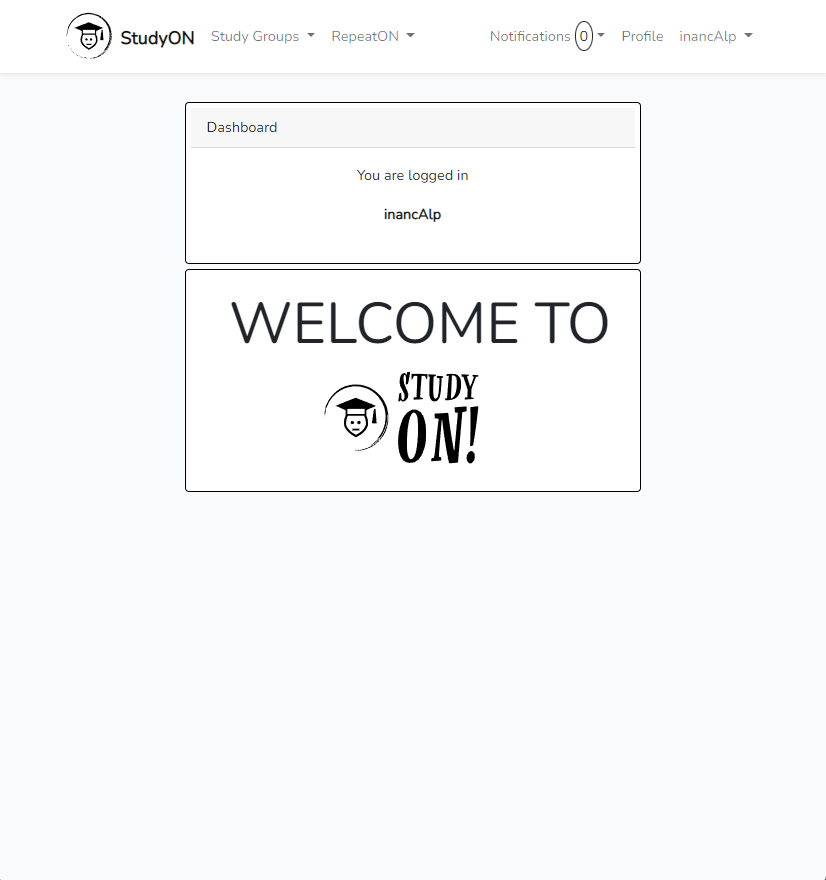 StudyON Study Groups RepeatON Notifications 0 Profile inancAlp
Dashboard
You are logged in
inancAlp
WELCOME TO
STUDY
ON!